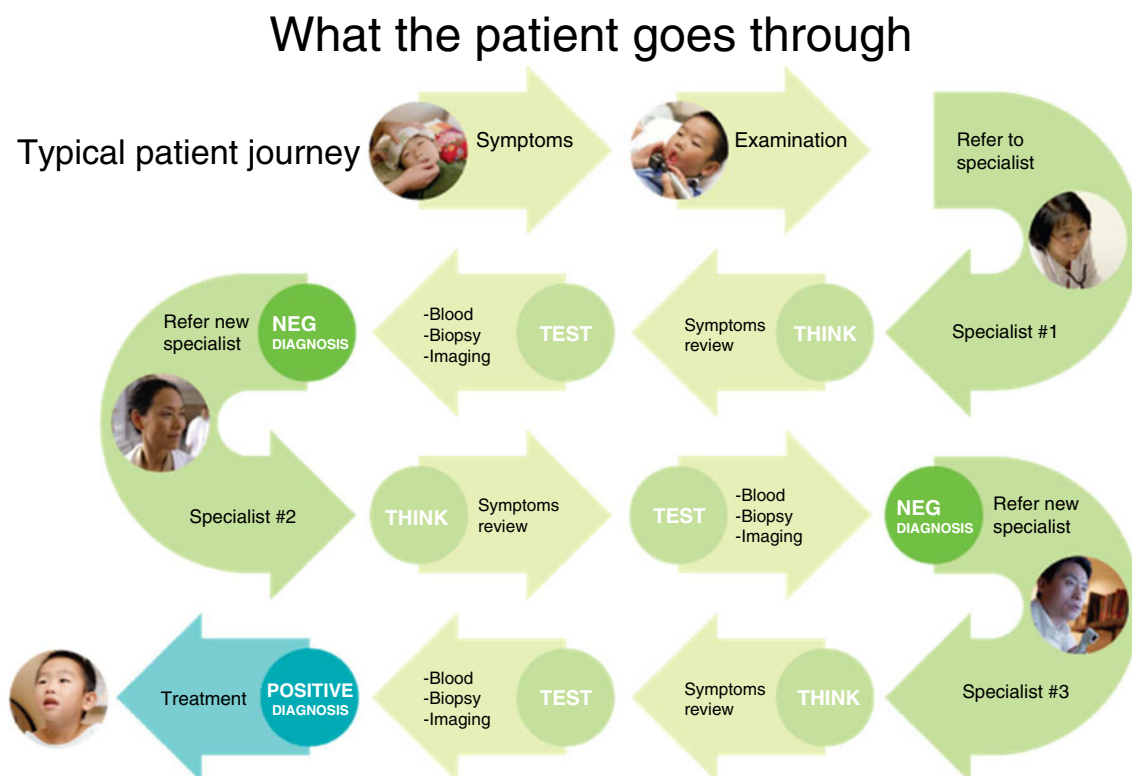 What the patient goes through
Typical patient journey
Symptoms
Examination
Refer to
specialist
Specialist #1
THINK
Symptoms
review
TEST
-Blood
-Biopsy
-Imaging
NEG
DIAGNOSIS
Refer new
specialist
Specialist #2
THINK
Symptoms
review
TEST
-Blood
-Biopsy
-Imaging
NEG
DIAGNOSIS
Refer new
specialist
Specialist #3
THINK
Symptoms
review
TEST
-Blood
-Biopsy
-Imaging
POSITIVE
DIAGNOSIS
Treatment